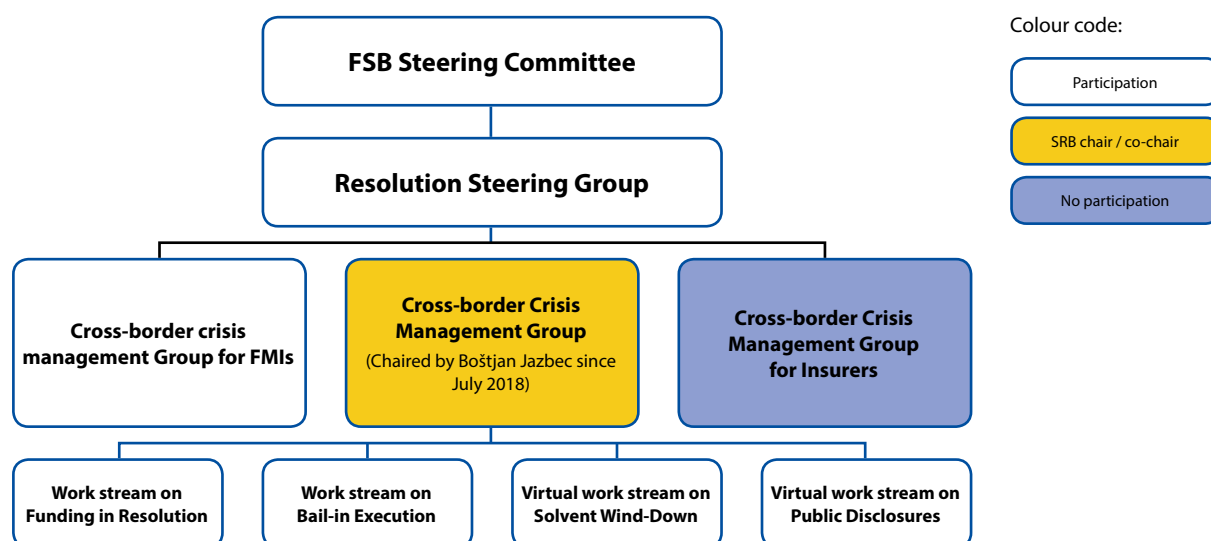 FSB Steering Committee
Resolution Steering Group
Cross-border crisis
management Group for FMIs
Cross-border Crisis
Management Group
(Chaired by Boštjan Jazbec since
July 2018)
Cross-border Crisis
Management Group
for Insurers
Work stream on
Funding in Resolution
Work stream on
Bail-in Execution
Virtual work stream on
Solvent Wind-Down
Virtual work stream on
Public Disclosures
Colour code:
Participation
SRB chair / co-chair
No participation